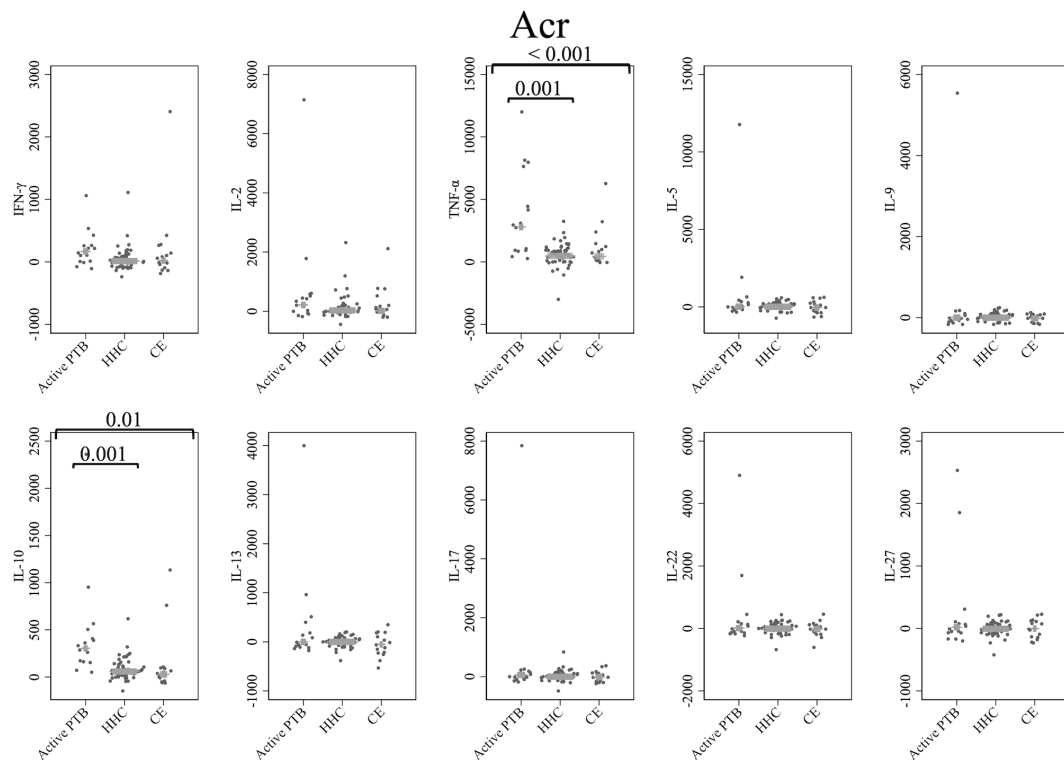 Acr
IFN-γ
3000
2000
1000
0
-1000
Active PTB
HHC
CE
IL-2
8000
6000
4000
2000
0
Active PTB
HHC
CE
< 0.001
0.001
TNF-α
15000
10000
5000
0
-5000
Active PTB
HHC
CE
IL-5
15000
10000
5000
0
Active PTB
HHC
CE
IL-9
6000
4000
2000
0
Active PTB
HHC
CE
0.01
0.001
IL-10
2500
2000
1500
1000
500
0
Active PTB
HHC
CE
IL-13
4000
3000
2000
1000
0
-1000
Active PTB
HHC
CE
IL-17
8000
6000
4000
2000
0
Active PTB
HHC
CE
IL-22
6000
4000
2000
0
-2000
Active PTB
HHC
CE
IL-27
3000
2000
1000
0
-1000
Active PTB
HHC
CE